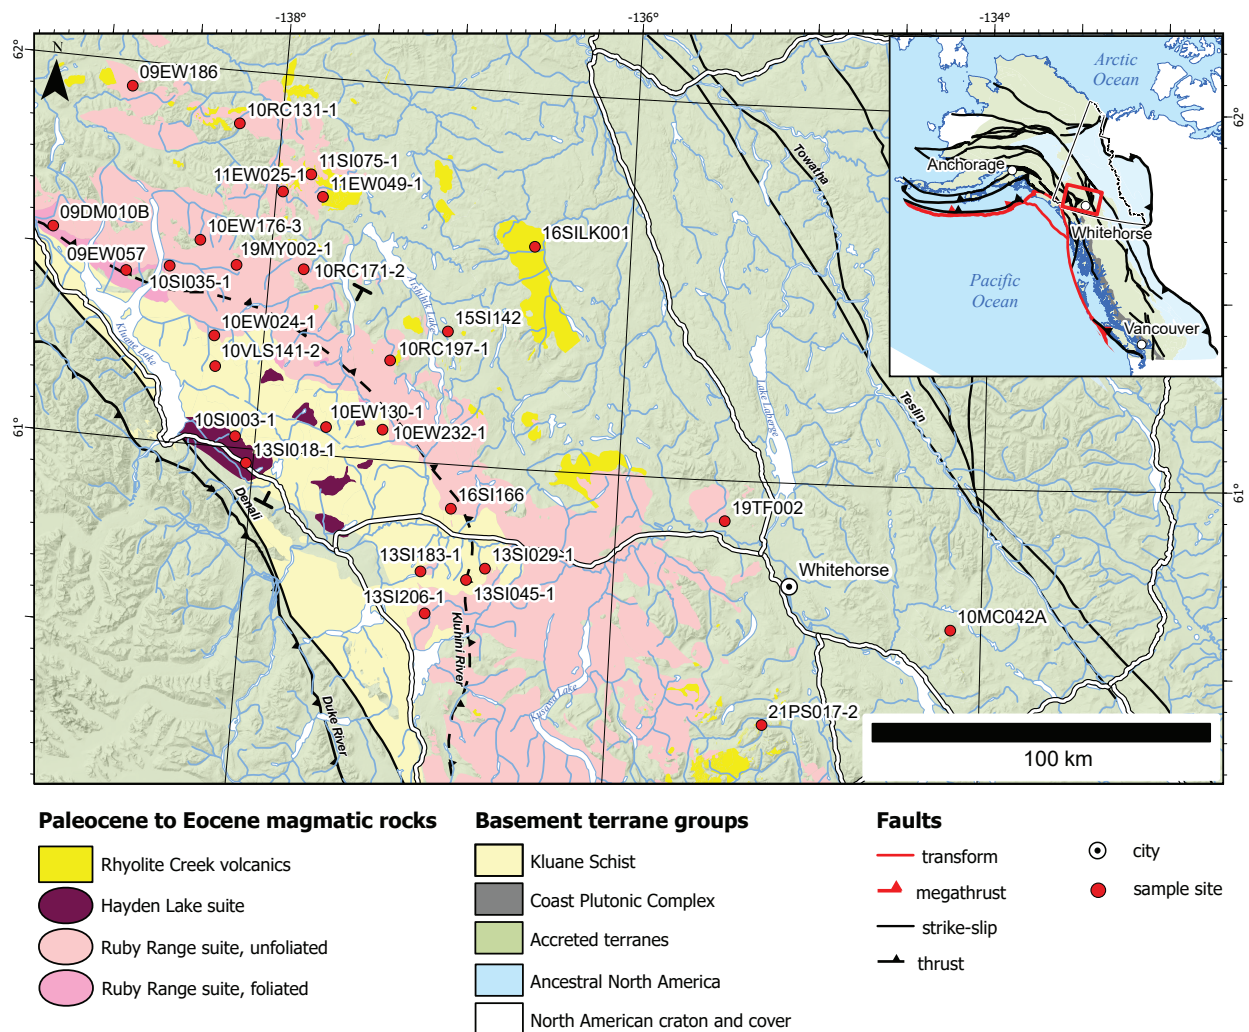 -138°
-136°
-134°
62°
N
09EW186
10RC131-1
11SI075-1
11EW025-1
11EW049-1
09DM010B
10EW176-3
09EW057
19MY002-1
10SI035-1
10RC171-2
16SILK001
Aishihik Lake
Kluane Lake
10EW024-1
15SI142
10VLS141-2
10RC197-1
61°
10SI003-1
10EW130-1
10EW232-1
13SI018-1
Denali
16SI166
13SI183-1
13SI029-1
13SI206-1
13SI045-1
Kluhini River
Duke River
Kusawa Lake
Lake Laberge
Towatha
Teslin
19TF002
Whitehorse
10MC042A
21PS017-2
62°
61°
Arctic
Ocean
Anchorage
Whitehorse
Pacific
Ocean
Vancouver
100 km
Paleocene to Eocene magmatic rocks
Rhyolite Creek volcanics
Hayden Lake suite
Ruby Range suite, unfoliated
Ruby Range suite, foliated
Basement terrane groups
Kluane Schist
Coast Plutonic Complex
Accreted terranes
Ancestral North America
North American craton and cover
Faults
transform
megathrust
strike-slip
thrust
city
sample site